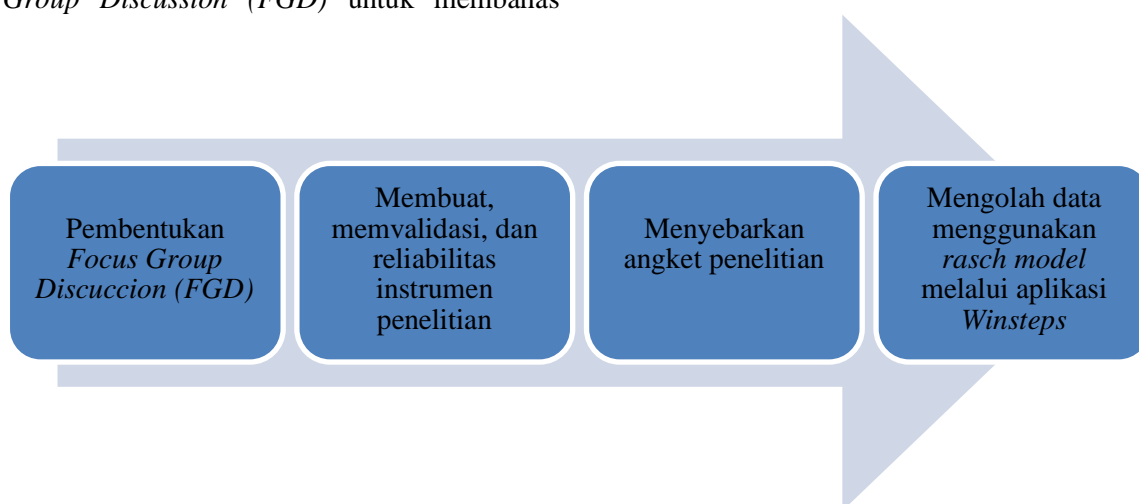 Group Discussion (FGD) untuk membahas
Pembentukan
Focus Group
Discuccion (FGD)
Membuat,
memvalidasi, dan
reliabilitas
instrumen
penelitian
Menyebarkan
angket penelitian
Mengolah data
menggunakan
rasch model
melalui aplikasi
Winsteps